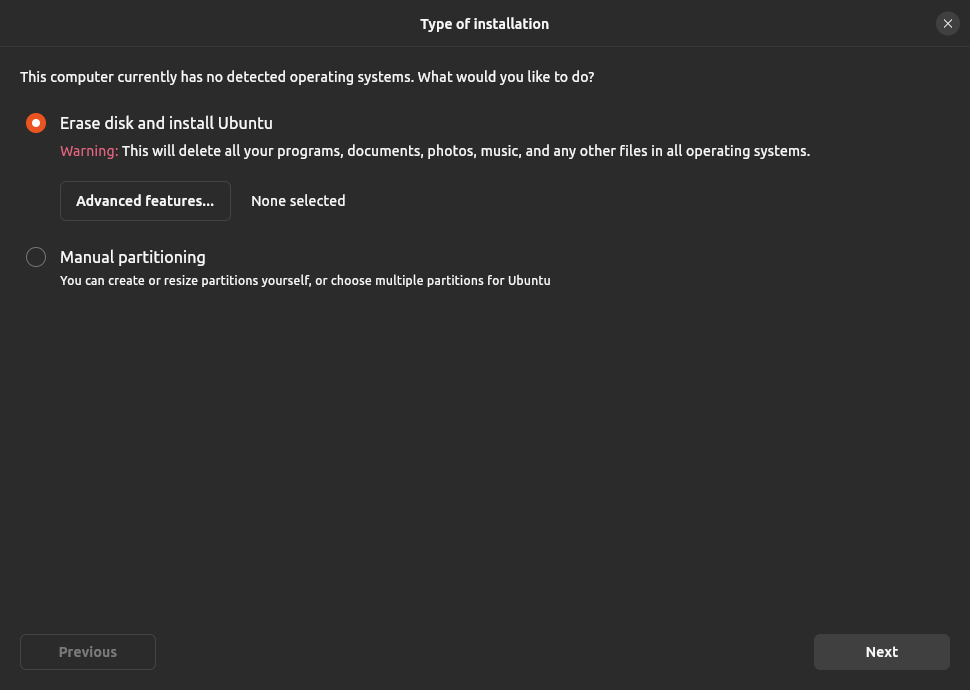 Type of installation
This computer currently has no detected operating systems. What would you like to do?
Erase disk and install Ubuntu
Warning: This will delete all your programs, documents, photos, music, and any other files in all operating systems.
Advanced features... None selected
Manual partitioning
You can create or resize partitions yourself, or choose multiple partitions for Ubuntu
Previous Next